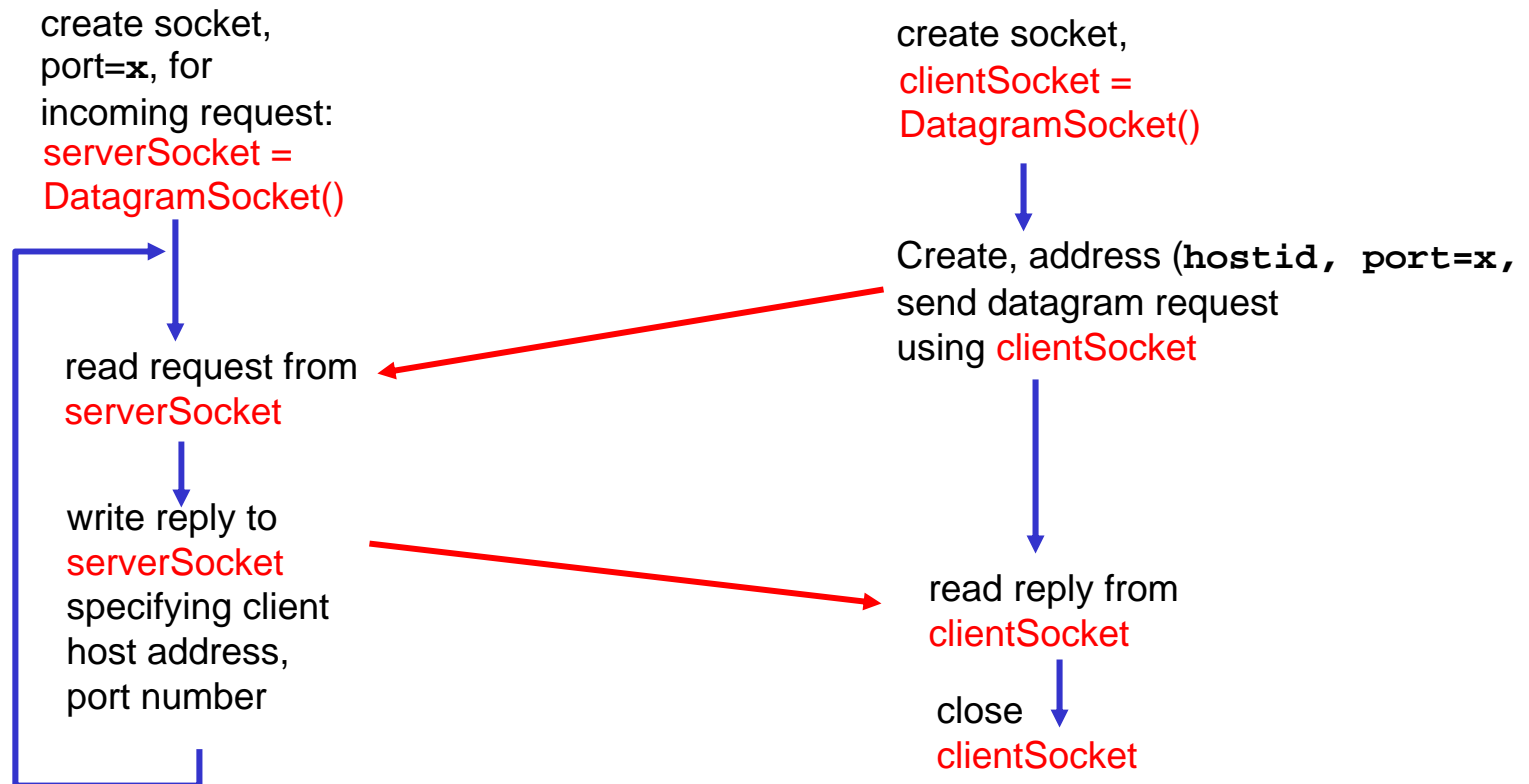 create socket,
port=x, for
incoming request:
serverSocket =
DatagramSocket()
read request from
serverSocket
write reply to
serverSocket
specifying client
host address,
port number
create socket,
clientSocket =
DatagramSocket()
Create, address (hostid, port=x,
send datagram request
using clientSocket
read reply from
clientSocket
close
clientSocket